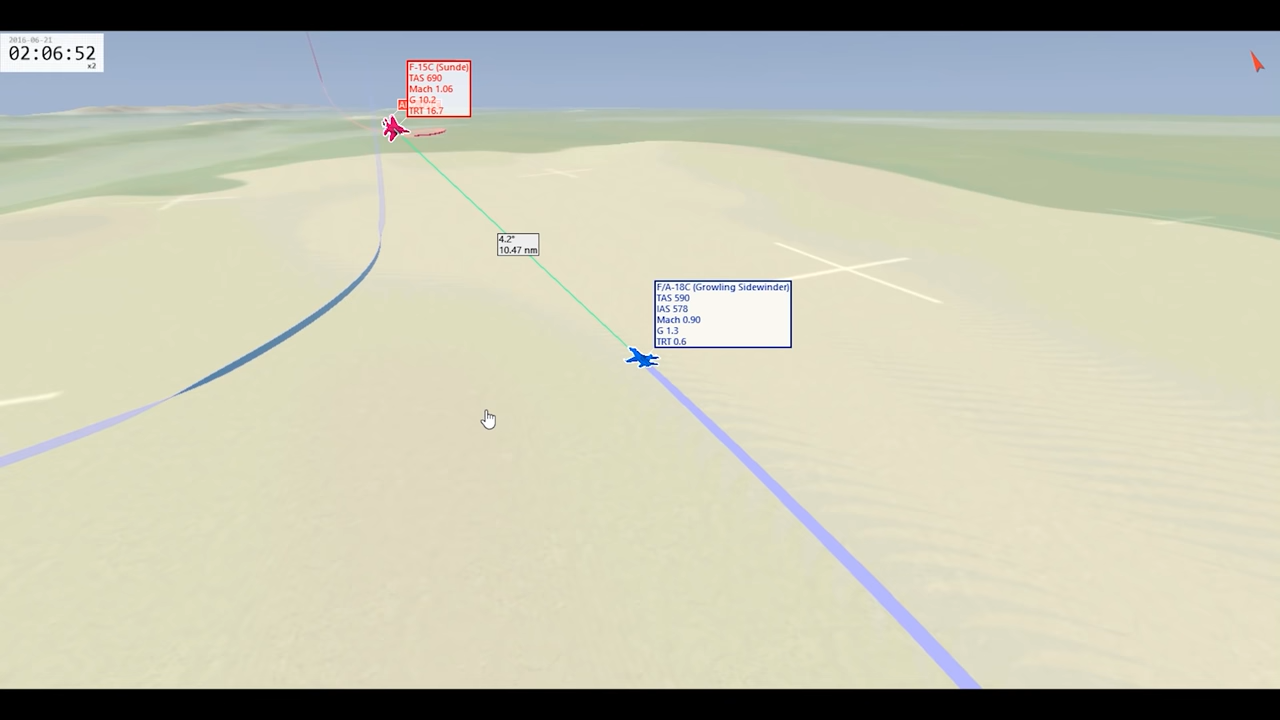 2016-06-21
02:06:52
x2
F-15C (Sunde)
TAS 690
Mach 1.06
G 10.2
TRT 16.7
4.2°
10.47 nm
F/A-18C (Growling Sidewinder)
TAS 590
IAS 578
Mach 0.90
G 1.3
TRT 0.6